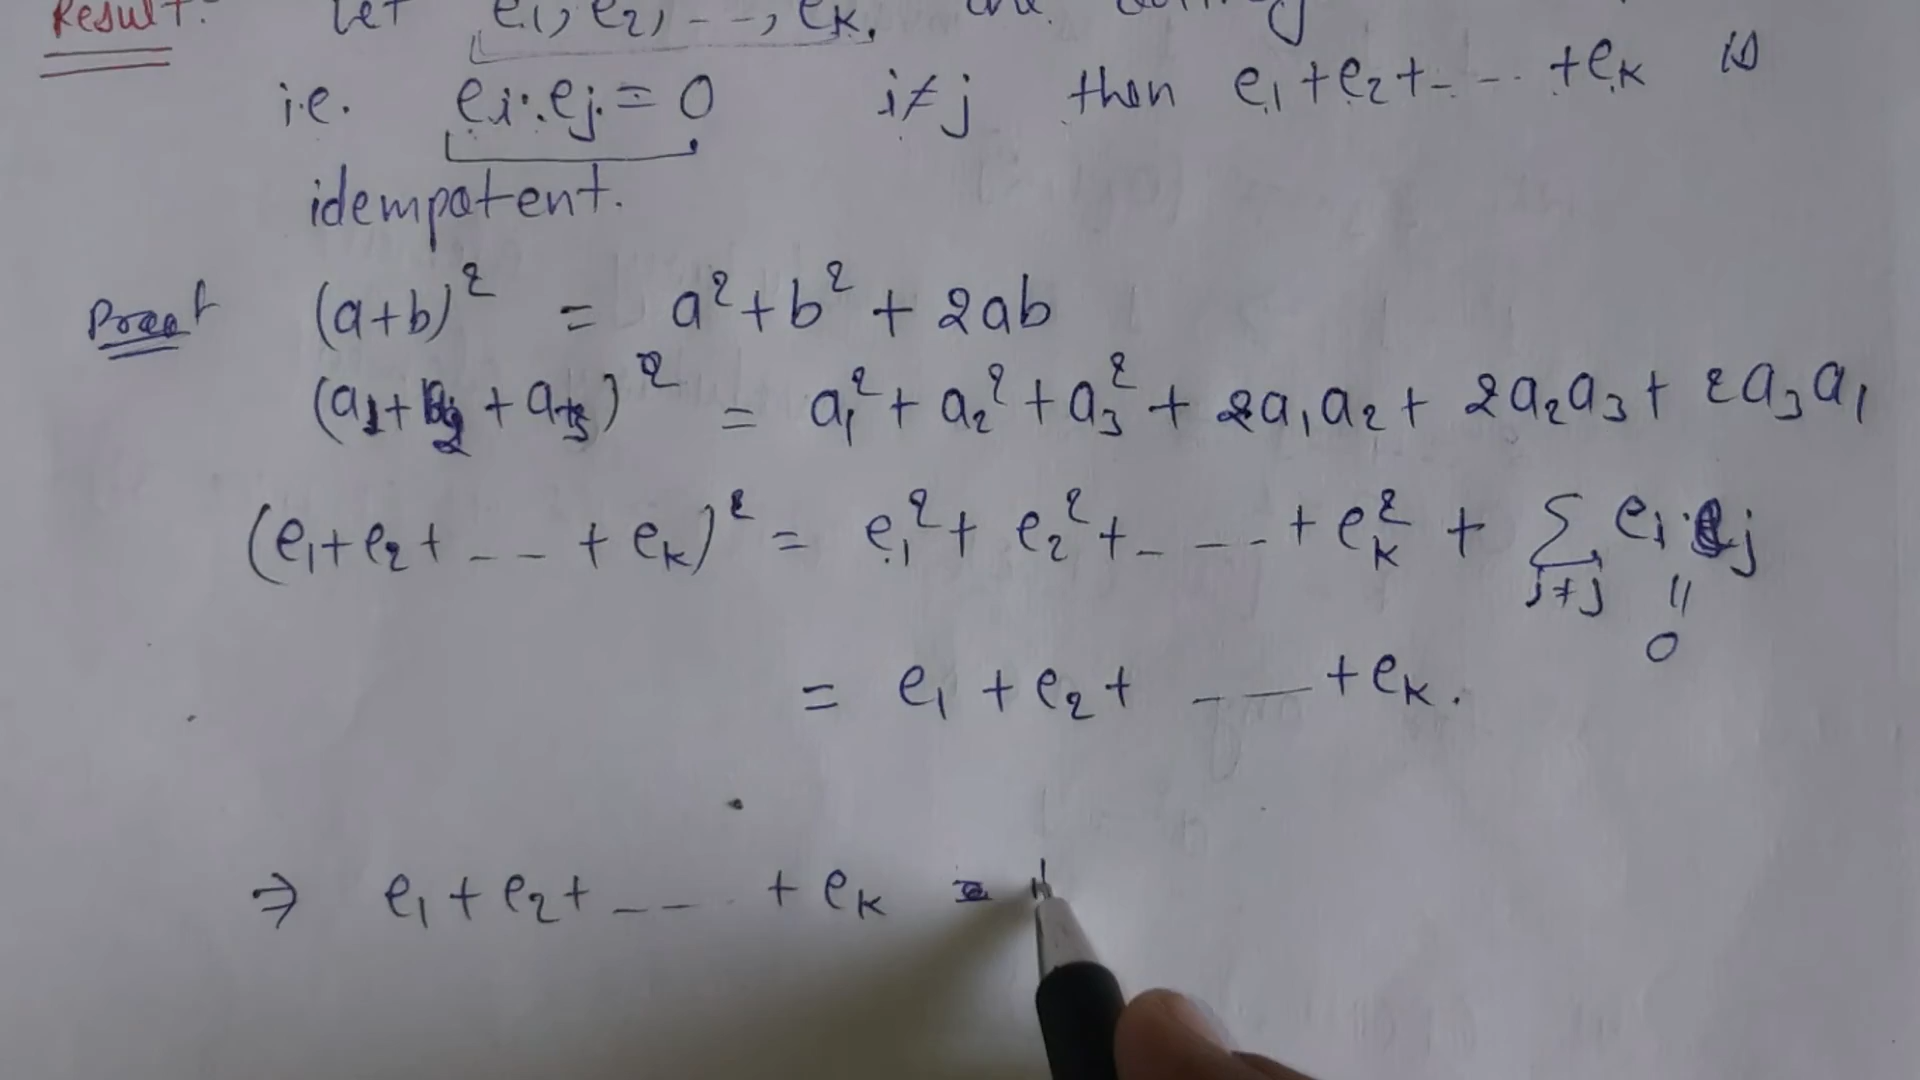 Result: let e₁, e₂, - - -, eₖ.
i.e. eᵢ·eⱼ = 0 i≠j then e₁+e₂+- - - +eₖ is
idempotent.
Proof (a+b)² = a²+b² + 2ab
(a₁+a₂+a₃)² = a₁²+a₂²+a₃² + 2a₁a₂+ 2a₂a₃+ 2a₃a₁
(e₁+e₂+ _ _ _ + eₖ)² = e₁²+ e₂²+- - - -+eₖ² + Σ eᵢ·eⱼ
i≠j ||
0
= e₁ + e₂+ - - - +eₖ.
⇒ e₁ + e₂+ _ _ _ + eₖ